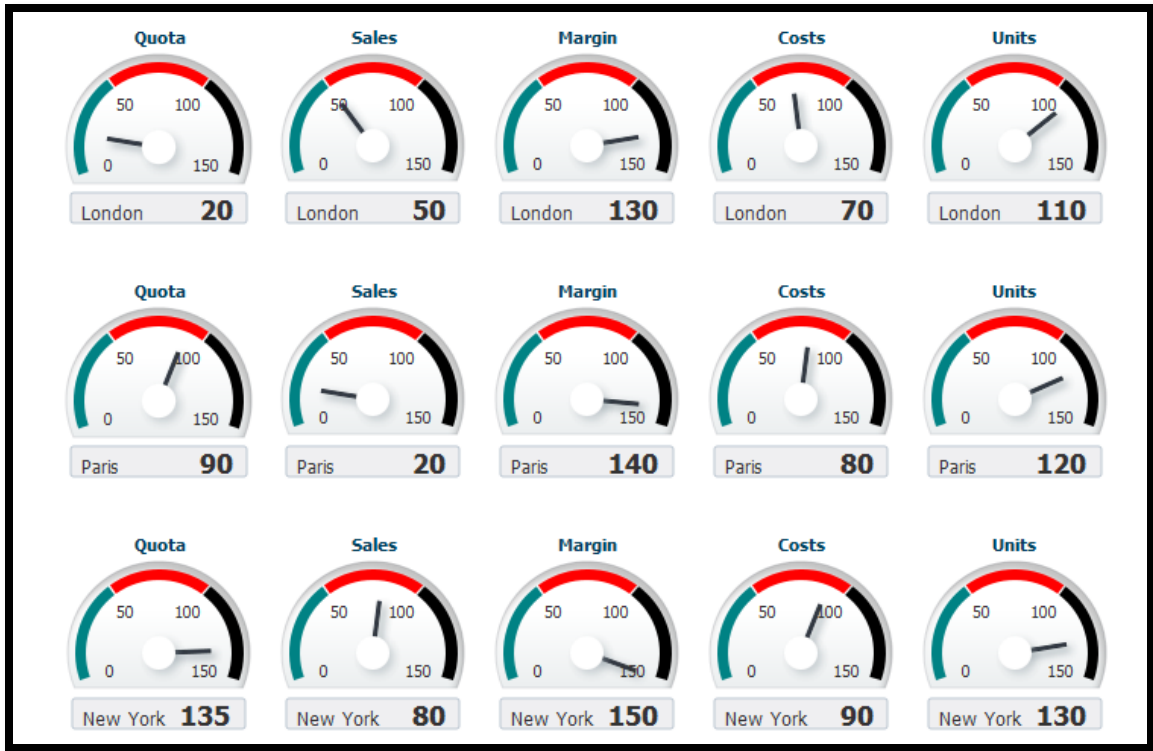 Quota Sales Margin Costs Units
50 100 50 100 50 100 50 100 50 100
0 150 0 150 0 150 0 150 0 150
London 20 London 50 London 130 London 70 London 110
Quota Sales Margin Costs Units
50 100 50 100 50 100 50 100 50 100
0 150 0 150 0 150 0 150 0 150
Paris 90 Paris 20 Paris 140 Paris 80 Paris 120
Quota Sales Margin Costs Units
50 100 50 100 50 100 50 100 50 100
0 150 0 150 0 150 0 150 0 150
New York 135 New York 80 New York 150 New York 90 New York 130